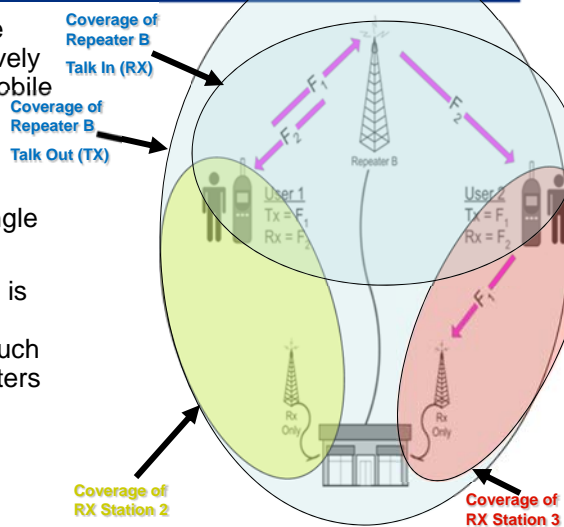 Coverage of
Repeater B
Talk In (RX)
Coverage of
Repeater B
Talk Out (TX)
ngle
is
F1
F2
F2
Repeater B
User 1
Tx = F1
Rx = F2
User 2
Tx = F1
Rx = F2
F1
Rx
Only
Rx
Only
Coverage of
RX Station 2
Coverage of
RX Station 3